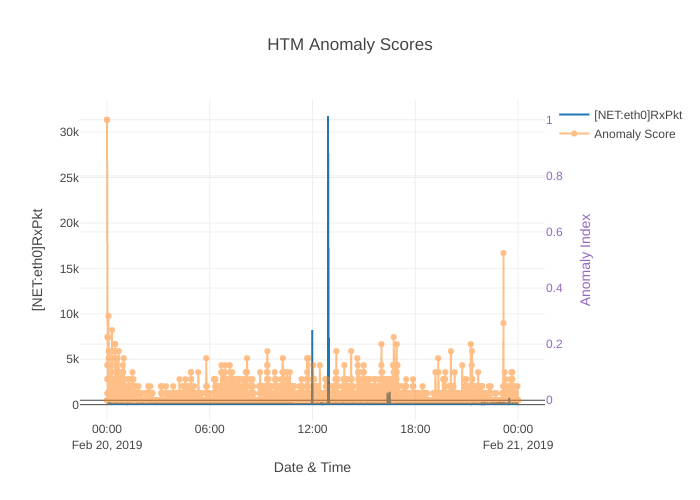 HTM Anomaly Scores
[NET:eth0]RxPkt
Anomaly Score
30k
25k
20k
15k
10k
5k
0
[NET:eth0]RxPkt
1
0.8
0.6
0.4
0.2
0
Anomaly Index
00:00
Feb 20, 2019
06:00
12:00
18:00
00:00
Feb 21, 2019
Date & Time